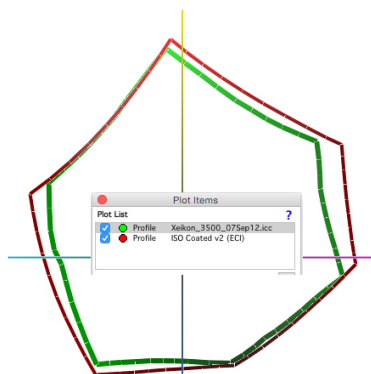 Plot Items
Plot List ?
Profile Xeikon_3500_07Sep12.icc
Profile ISO Coated v2 (ECI)